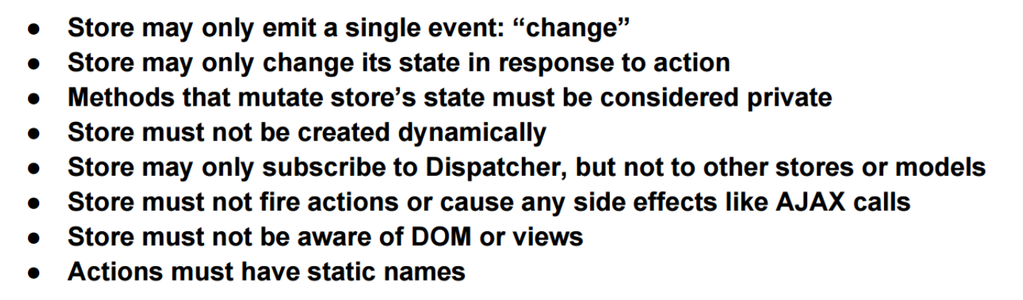 ● Store may only emit a single event: “change”
● Store may only change its state in response to action
● Methods that mutate store’s state must be considered private
● Store must not be created dynamically
● Store may only subscribe to Dispatcher, but not to other stores or models
● Store must not fire actions or cause any side effects like AJAX calls
● Store must not be aware of DOM or views
● Actions must have static names